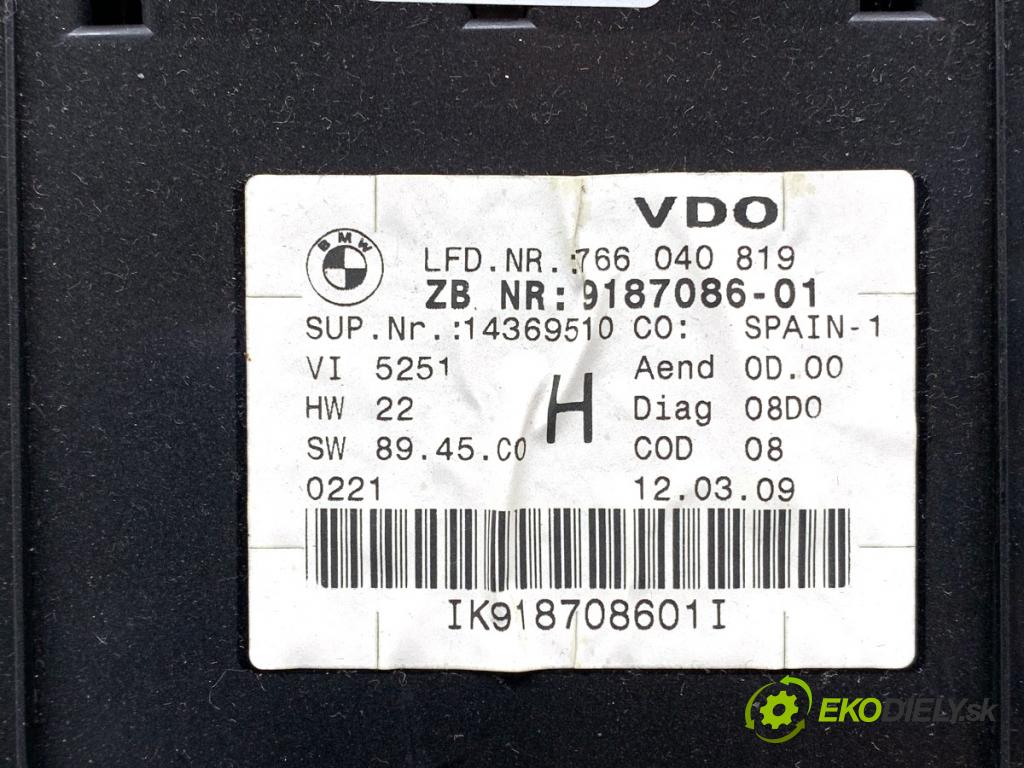 VDO
BMW
LFD.NR.:766 040 819
ZB NR:9187086-01
SUP.Nr.:14369510 CO: SPAIN-1
VI 5251 Aend 0D.00
HW 22 H Diag 08D0
SW 89.45.C0 COD 08
0221 12.03.09
IK918708601I
EKODIELY.sk